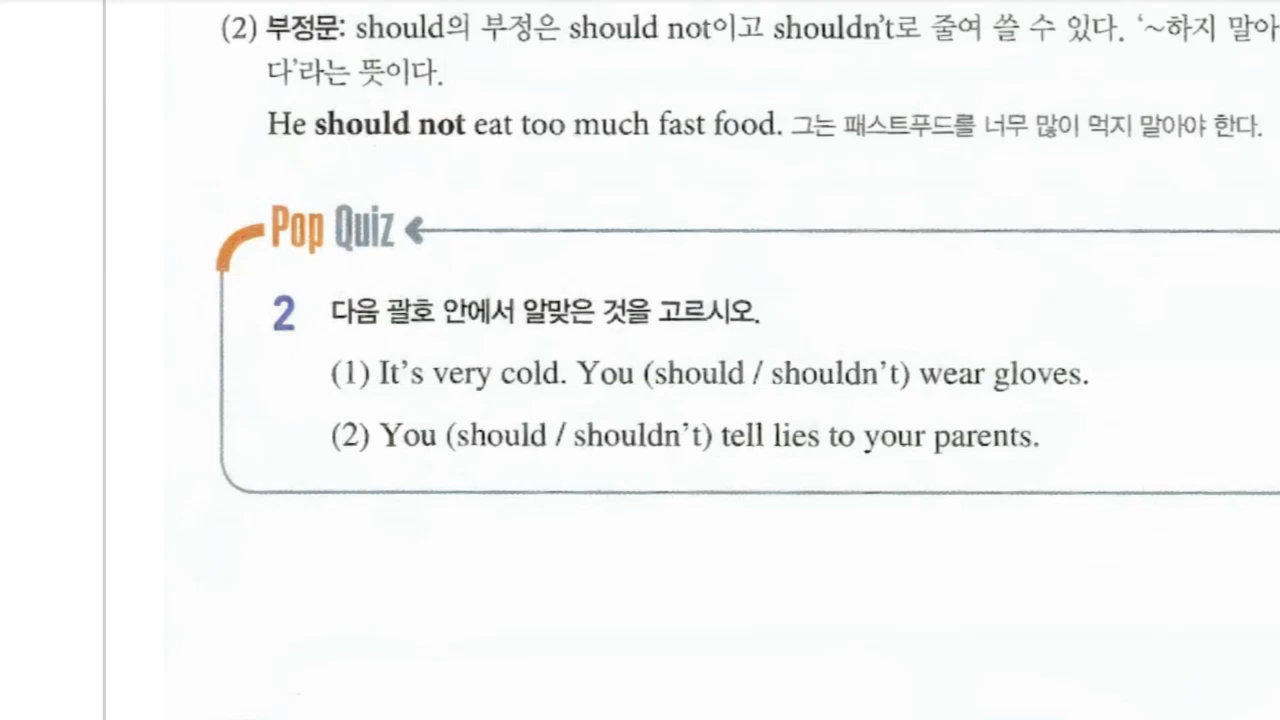 (2) 부정문: should의 부정은 should not이고 shouldn't로 줄여 쓸 수 있다. ‘~하지 말아
다’라는 뜻이다.
He should not eat too much fast food. 그는 패스트푸드를 너무 많이 먹지 말아야 한다.
Pop Quiz
2 다음 괄호 안에서 알맞은 것을 고르시오.
(1) It’s very cold. You (should / shouldn’t) wear gloves.
(2) You (should / shouldn’t) tell lies to your parents.